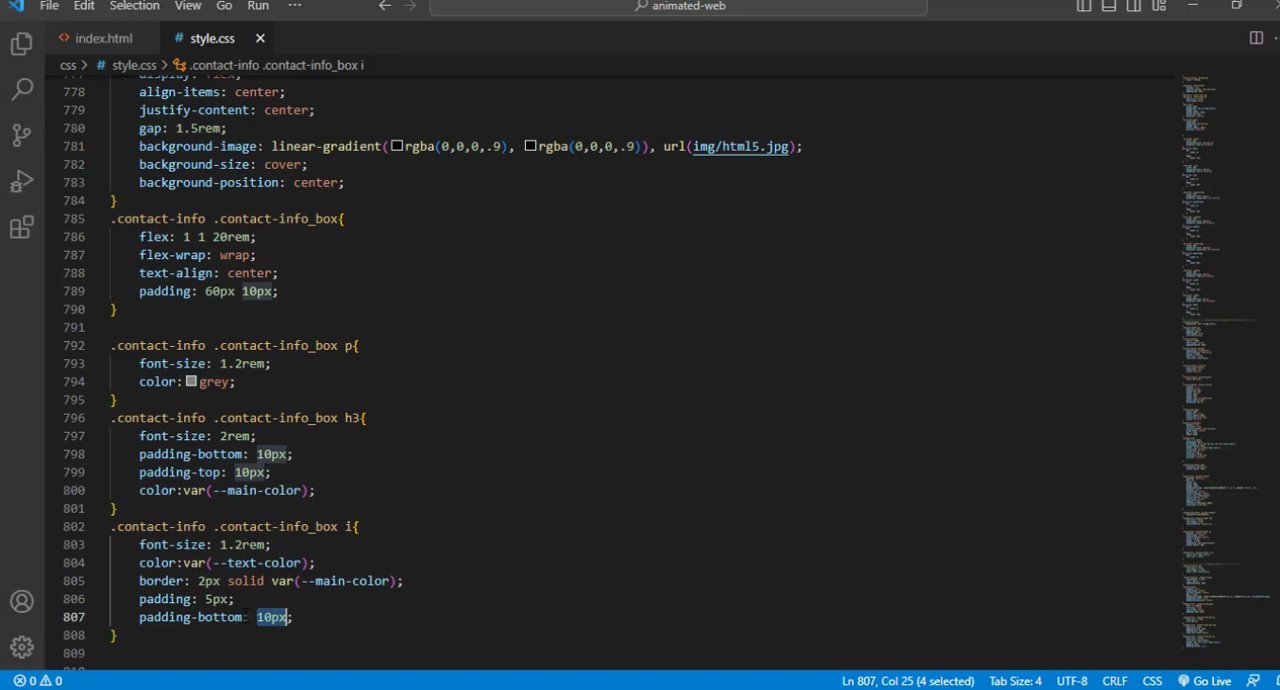 File Edit Selection View Go Run ··· animated-web
index.html style.css
css > style.css > .contact-info .contact-info_box i
777 display: flex;
778 align-items: center;
779 justify-content: center;
780 gap: 1.5rem;
781 background-image: linear-gradient(rgba(0,0,0,.9), rgba(0,0,0,.9)), url(img/html5.jpg);
782 background-size: cover;
783 background-position: center;
784 }
785 .contact-info .contact-info_box{
786 flex: 1 1 20rem;
787 flex-wrap: wrap;
788 text-align: center;
789 padding: 60px 10px;
790 }
791
792 .contact-info .contact-info_box p{
793 font-size: 1.2rem;
794 color: grey;
795 }
796 .contact-info .contact-info_box h3{
797 font-size: 2rem;
798 padding-bottom: 10px;
799 padding-top: 10px;
800 color:var(--main-color);
801 }
802 .contact-info .contact-info_box i{
803 font-size: 1.2rem;
804 color:var(--text-color);
805 border: 2px solid var(--main-color);
806 padding: 5px;
807 padding-bottom: 10px;
808 }
809
0 0 Ln 807, Col 25 (4 selected) Tab Size: 4 UTF-8 CRLF CSS Go Live